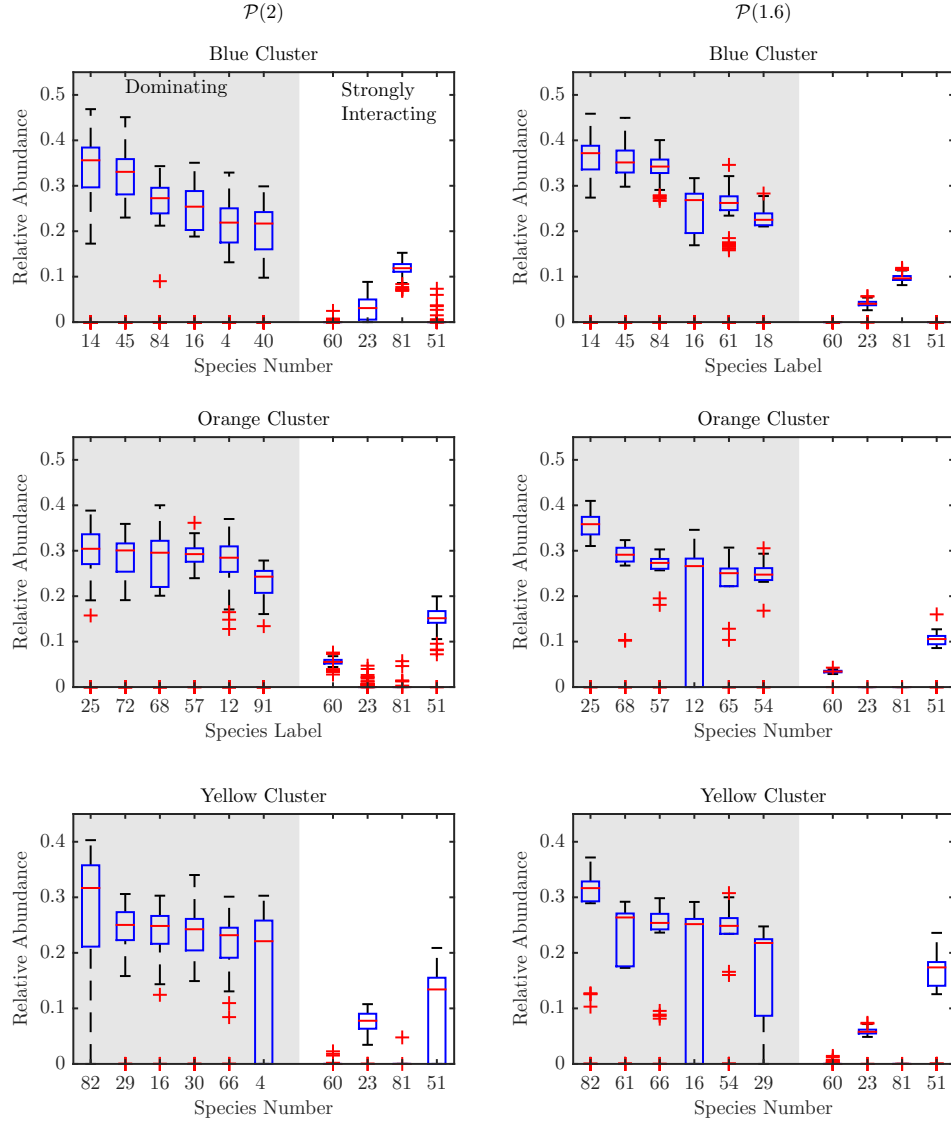 𝒫(2)
𝒫(1.6)
Blue Cluster
Dominating
Strongly
Interacting
0.5
0.4
0.3
0.2
0.1
0
Relative Abundance
14 45 84 16 4 40 60 23 81 51
Species Number
Blue Cluster
0.5
0.4
0.3
0.2
0.1
0
Relative Abundance
14 45 84 16 61 18 60 23 81 51
Species Label
Orange Cluster
0.5
0.4
0.3
0.2
0.1
0
Relative Abundance
25 72 68 57 12 91 60 23 81 51
Species Label
Orange Cluster
0.5
0.4
0.3
0.2
0.1
0
Relative Abundance
25 68 57 12 65 54 60 23 81 51
Species Number
Yellow Cluster
0.4
0.3
0.2
0.1
0
Relative Abundance
82 29 16 30 66 4 60 23 81 51
Species Number
Yellow Cluster
0.4
0.3
0.2
0.1
0
Relative Abundance
82 61 66 16 54 29 60 23 81 51
Species Number